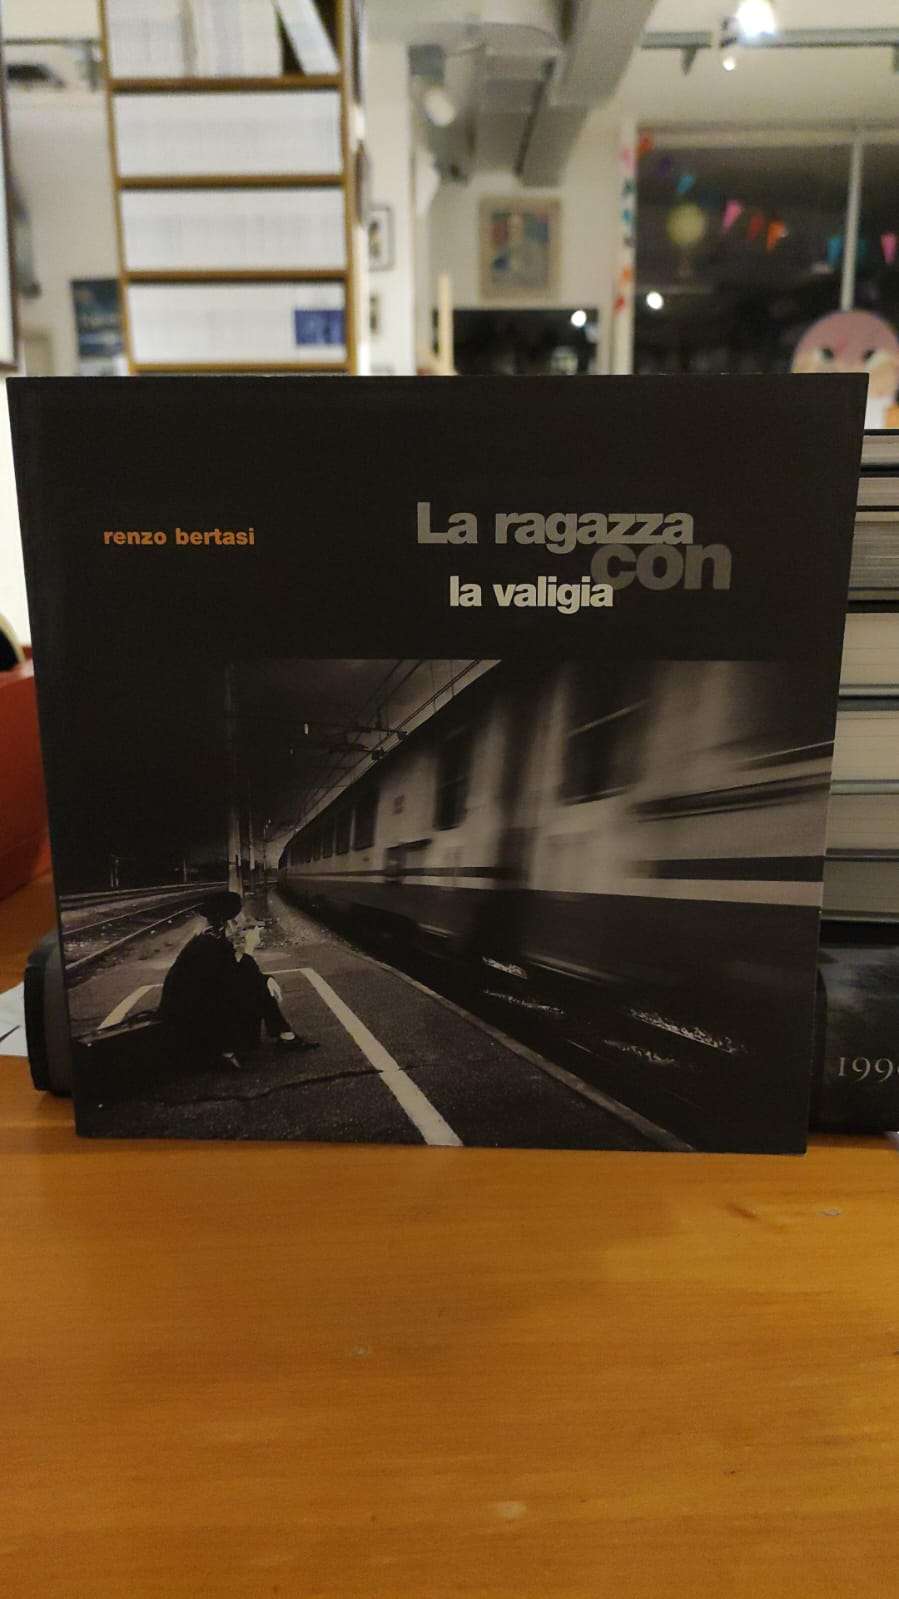 renzo bertasi
La ragazza
con
la valigia